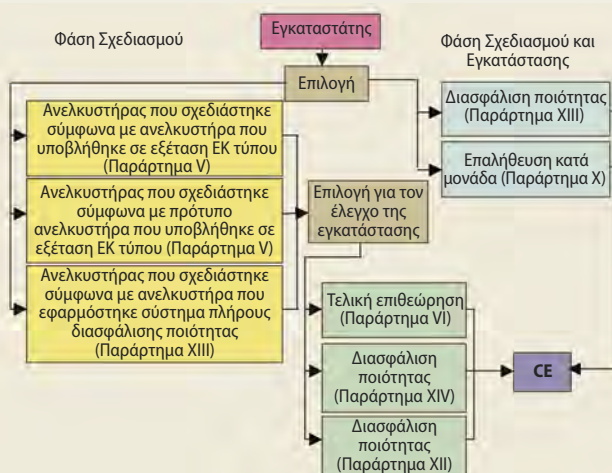 Φάση Σχεδιασμού
Εγκαταστάτης
Φάση Σχεδιασμού και
Εγκατάστασης
Επιλογή
Ανελκυστήρας που σχεδιάστηκε
σύμφωνα με ανελκυστήρα που
υποβλήθηκε σε εξέταση ΕΚ τύπου
(Παράρτημα V)
Ανελκυστήρας που σχεδιάστηκε
σύμφωνα με πρότυπο
ανελκυστήρα που υποβλήθηκε σε
εξέταση ΕΚ τύπου (Παράρτημα V)
Ανελκυστήρας που σχεδιάστηκε
σύμφωνα με ανελκυστήρα που
εφαρμόστηκε σύστημα πλήρους
διασφάλισης ποιότητας
(Παράρτημα XIII)
Διασφάλιση ποιότητας
(Παράρτημα XIII)
Επαλήθευση κατά
μονάδα (Παράρτημα X)
Επιλογή για τον
έλεγχο της
εγκατάστασης
Τελική επιθεώρηση
(Παράρτημα VI)
Διασφάλιση
ποιότητας
(Παράρτημα XIV)
Διασφάλιση
ποιότητας
(Παράρτημα XII)
CE